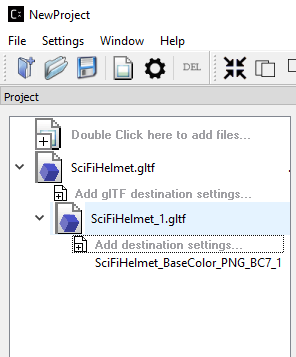 NewProject
File Settings Window Help
DEL
Project
Double Click here to add files...
SciFiHelmet.gltf
Add glTF destination settings...
SciFiHelmet_1.gltf
Add destination settings...
SciFiHelmet_BaseColor_PNG_BC7_1